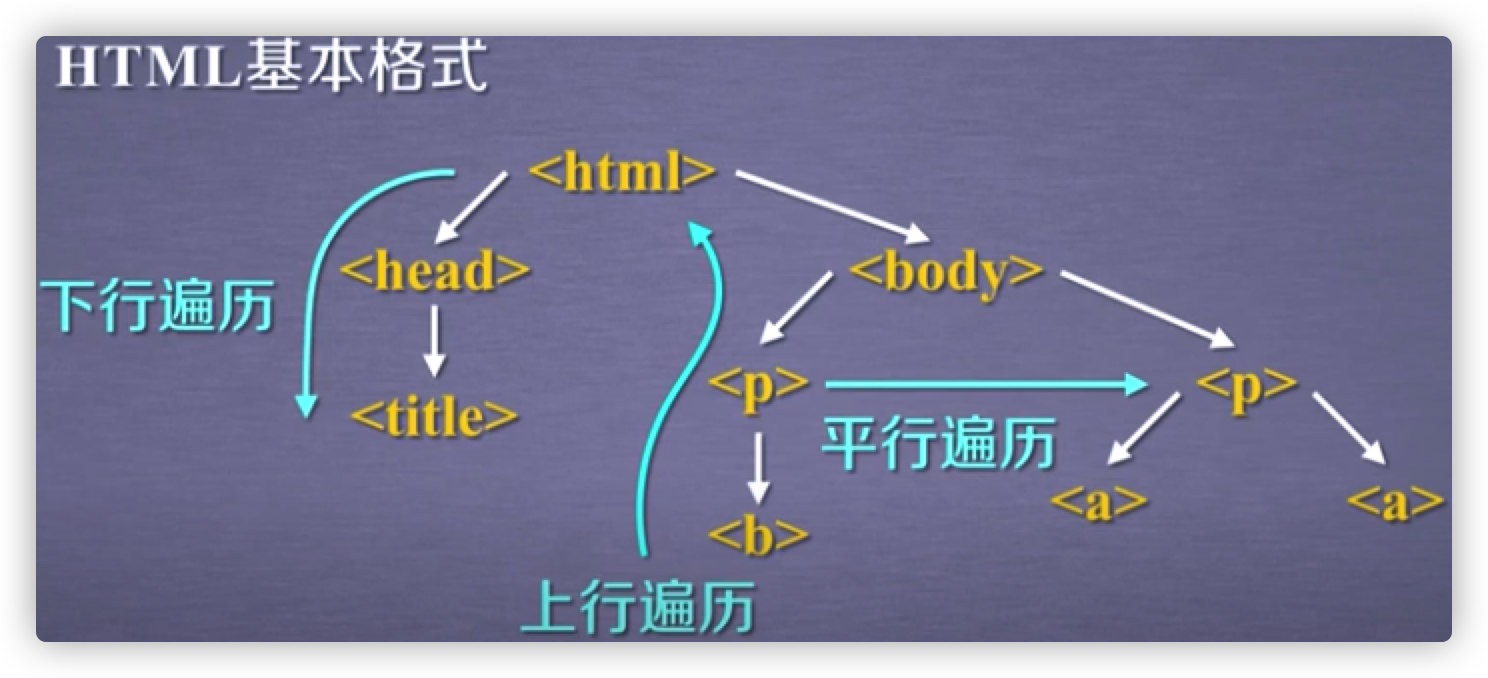 HTML基本格式
<html>
<head>
<body>
下行遍历
<p>
<p>
<title>
平行遍历
<a>
<a>
<b>
上行遍历